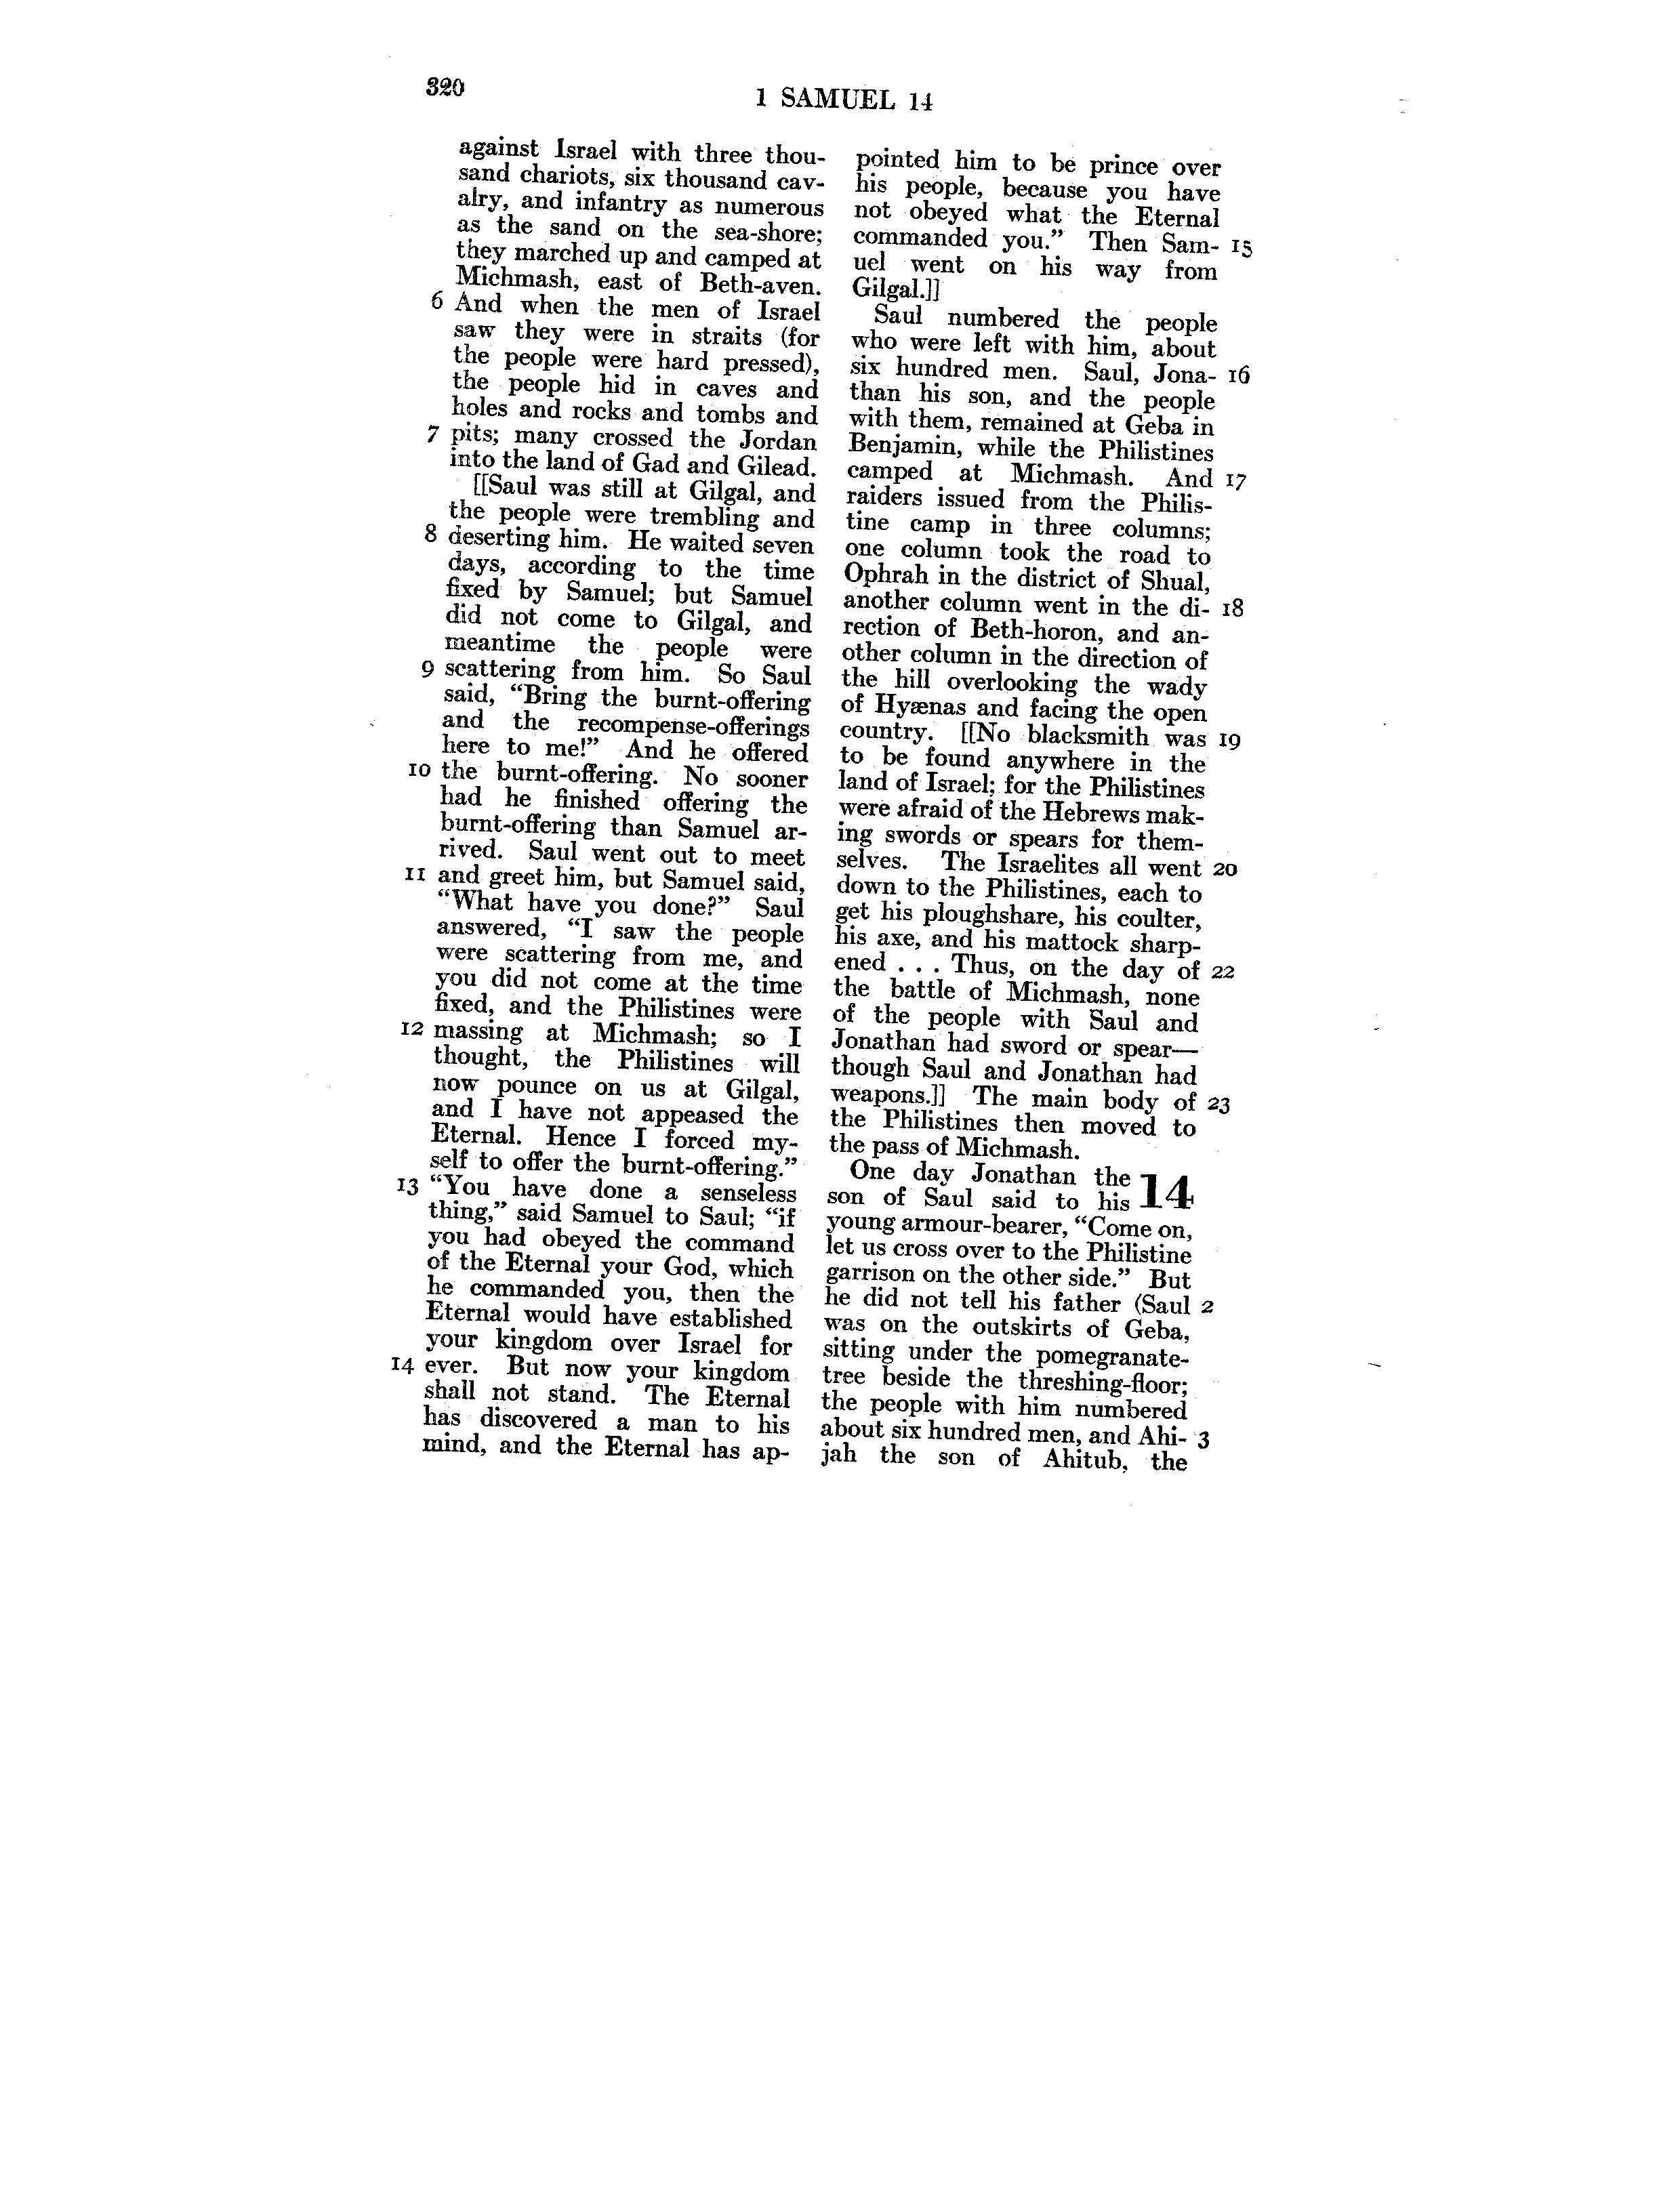 320
1 SAMUEL 14
against Israel with three thou-
sand chariots, six thousand cav-
alry, and infantry as numerous
as the sand on the sea-shore;
they marched up and camped at
Michmash, east of Beth-aven.
6 And when the men of Israel
saw they were in straits (for
the people were hard pressed),
the people hid in caves and
holes and rocks and tombs and
7 pits; many crossed the Jordan
into the land of Gad and Gilead.
[[Saul was still at Gilgal, and
the people were trembling and
8 deserting him. He waited seven
days, according to the time
fixed by Samuel; but Samuel
did not come to Gilgal, and
meantime the people were
9 scattering from him. So Saul
said, “Bring the burnt-offering
and the recompense-offerings
here to me!” And he offered
10 the burnt-offering. No sooner
had he finished offering the
burnt-offering than Samuel ar-
rived. Saul went out to meet
11 and greet him, but Samuel said,
“What have you done?” Saul
answered, “I saw the people
were scattering from me, and
you did not come at the time
fixed, and the Philistines were
12 massing at Michmash; so I
thought, the Philistines will
now pounce on us at Gilgal,
and I have not appeased the
Eternal. Hence I forced my-
self to offer the burnt-offering.”
13 “You have done a senseless
thing,” said Samuel to Saul; “if
you had obeyed the command
of the Eternal your God, which
he commanded you, then the
Eternal would have established
your kingdom over Israel for
14 ever. But now your kingdom
shall not stand. The Eternal
has discovered a man to his
mind, and the Eternal has ap-
pointed him to be prince over
his people, because you have
not obeyed what the Eternal
commanded you.” Then Sam- 15
uel went on his way from
Gilgal.]]
Saul numbered the people
who were left with him, about
six hundred men. Saul, Jona- 16
than his son, and the people
with them, remained at Geba in
Benjamin, while the Philistines
camped at Michmash. And 17
raiders issued from the Philis-
tine camp in three columns;
one column took the road to
Ophrah in the district of Shual,
another column went in the di- 18
rection of Beth-horon, and an-
other column in the direction of
the hill overlooking the wady
of Hyænas and facing the open
country. [[No blacksmith was 19
to be found anywhere in the
land of Israel; for the Philistines
were afraid of the Hebrews mak-
ing swords or spears for them-
selves. The Israelites all went 20
down to the Philistines, each to
get his ploughshare, his coulter,
his axe, and his mattock sharp-
ened . . . Thus, on the day of 22
the battle of Michmash, none
of the people with Saul and
Jonathan had sword or spear—
though Saul and Jonathan had
weapons.]] The main body of 23
the Philistines then moved to
the pass of Michmash.
One day Jonathan the 14
son of Saul said to his
young armour-bearer, “Come on,
let us cross over to the Philistine
garrison on the other side.” But
he did not tell his father (Saul 2
was on the outskirts of Geba,
sitting under the pomegranate-
tree beside the threshing-floor;
the people with him numbered
about six hundred men, and Ahi- 3
jah the son of Ahitub, the